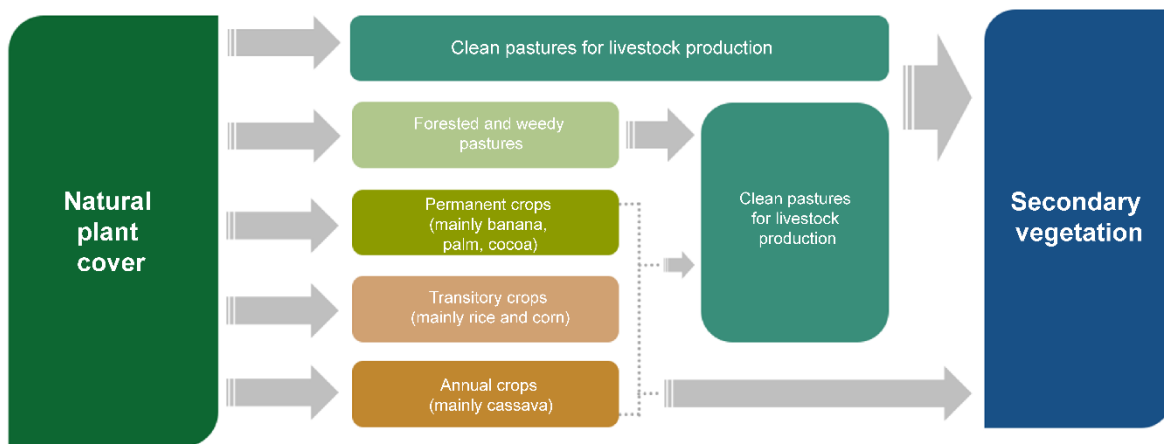 Natural
plant
cover
Clean pastures for livestock production
Forested and weedy
pastures
Permanent crops
(mainly banana,
palm, cocoa)
Transitory crops
(mainly rice and corn)
Annual crops
(mainly cassava)
Clean pastures
for livestock
production
Secondary
vegetation